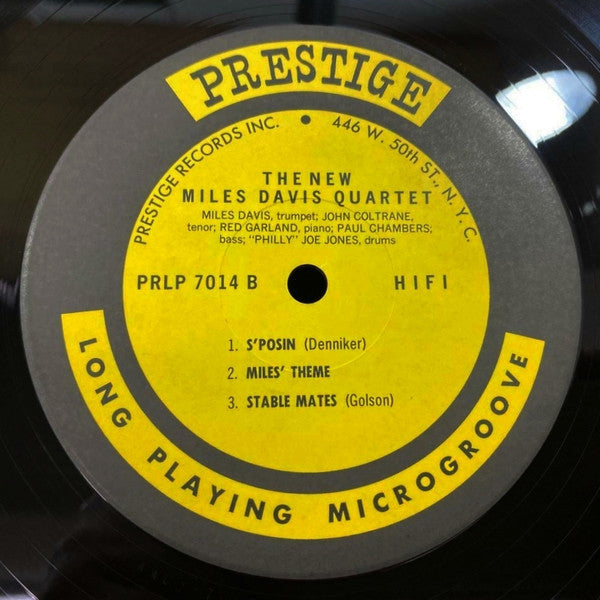 PRESTIGE
PRESTIGE RECORDS INC. • 446 W. 50th ST., N.Y.C.
THE NEW
MILES DAVIS QUARTET
MILES DAVIS, trumpet; JOHN COLTRANE,
tenor; RED GARLAND, piano; PAUL CHAMBERS;
bass; "PHILLY" JOE JONES, drums
PRLP 7014 B HIFI
1. S'POSIN (Denniker)
2. MILES' THEME
3. STABLE MATES (Golson)
LONG PLAYING MICROGROOVE